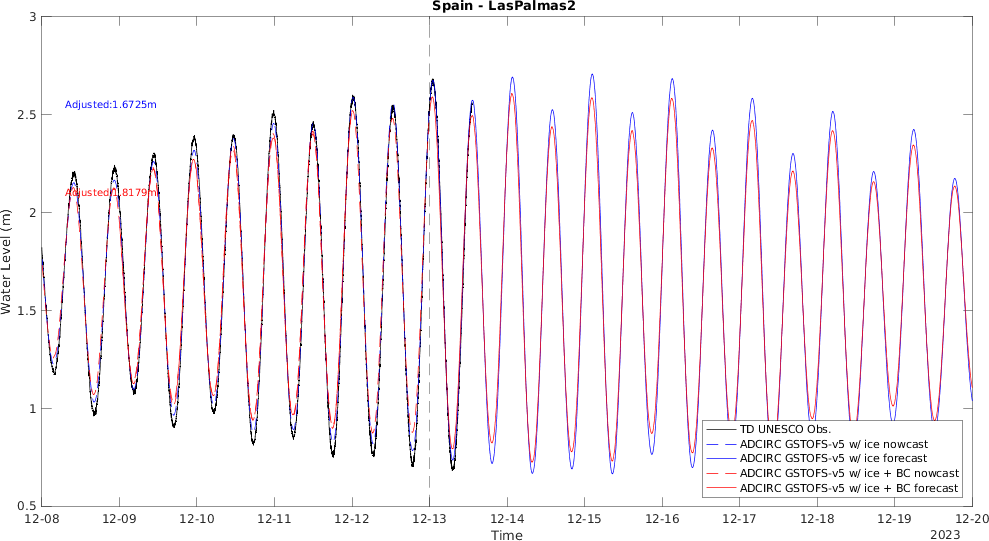 Spain - LasPalmas2
3
2.5
2
1.5
1
0.5
Water Level (m)
Adjusted:1.6725m
Adjusted:1.8179m
TD UNESCO Obs.
ADCIRC GSTOFS-v5 w/ ice nowcast
ADCIRC GSTOFS-v5 w/ ice forecast
ADCIRC GSTOFS-v5 w/ ice + BC nowcast
ADCIRC GSTOFS-v5 w/ ice + BC forecast
12-08 12-09 12-10 12-11 12-12 12-13 12-14 12-15 12-16 12-17 12-18 12-19 12-20
Time
2023